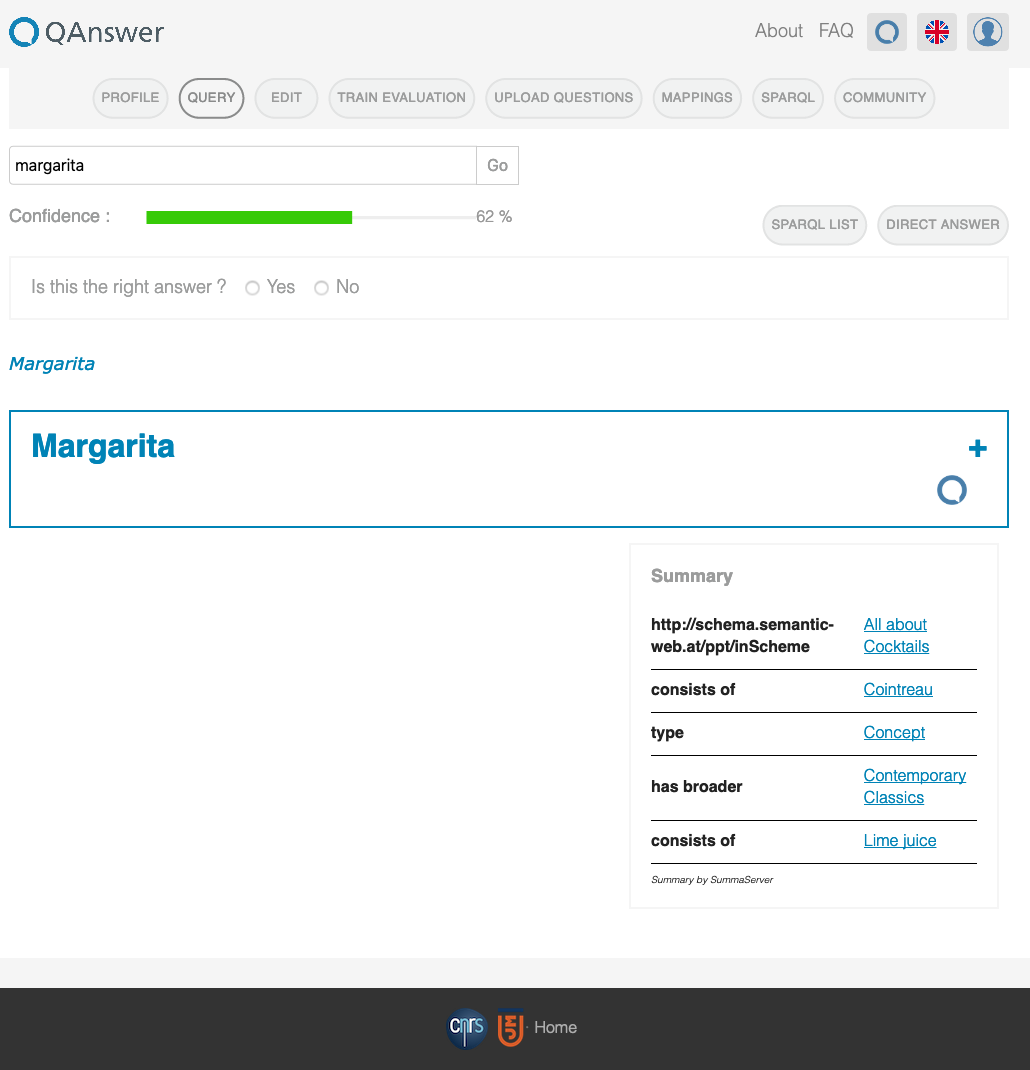 QAnswer
About FAQ
PROFILE QUERY EDIT TRAIN EVALUATION UPLOAD QUESTIONS MAPPINGS SPARQL COMMUNITY
margarita Go
Confidence : 62 %
SPARQL LIST DIRECT ANSWER
Is this the right answer ? Yes No
Margarita
Margarita +
Summary
http://schema.semantic-
web.at/ppt/inScheme
All about
Cocktails
consists of Cointreau
type Concept
has broader
Contemporary
Classics
consists of Lime juice
Summary by SummaServer
cnrs Home